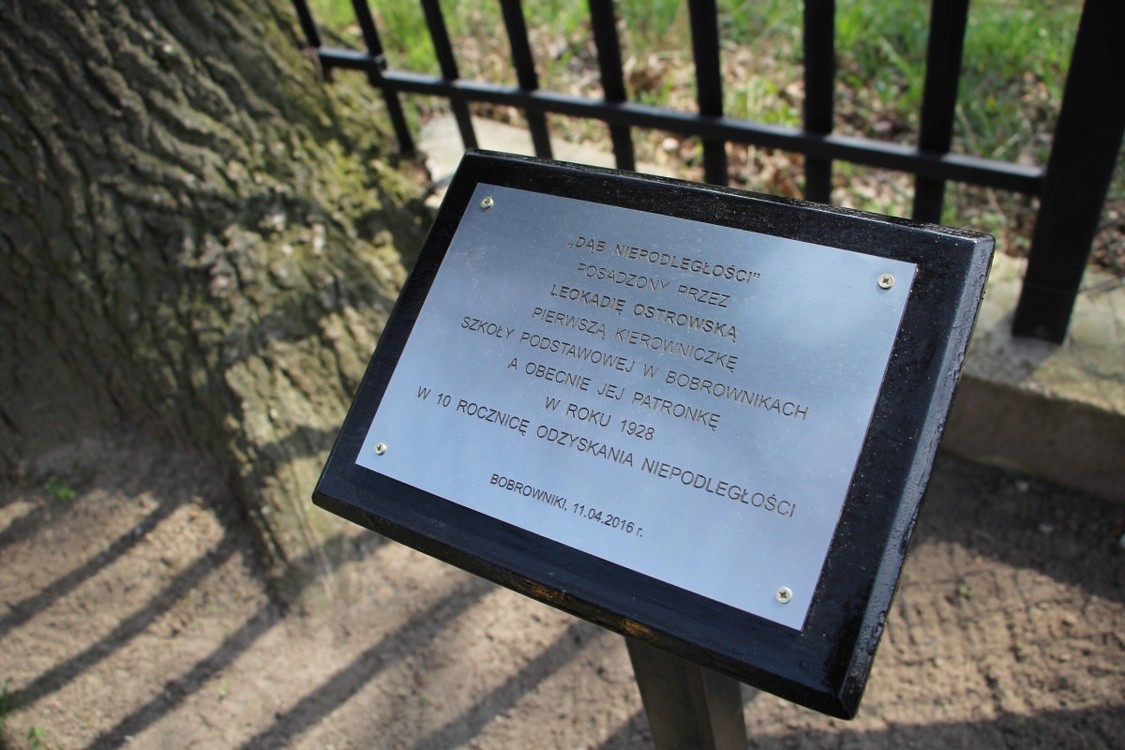 „DĄB NIEPODLEGŁOŚCI”
POSADZONY PRZEZ
LEOKADIĘ OSTROWSKĄ
PIERWSZĄ KIEROWNICZKĘ
SZKOŁY PODSTAWOWEJ W BOBROWNIKACH
A OBECNIE JEJ PATRONKĘ
W ROKU 1928
W 10 ROCZNICĘ ODZYSKANIA NIEPODLEGŁOŚCI
BOBROWNIKI, 11.04.2016 r.